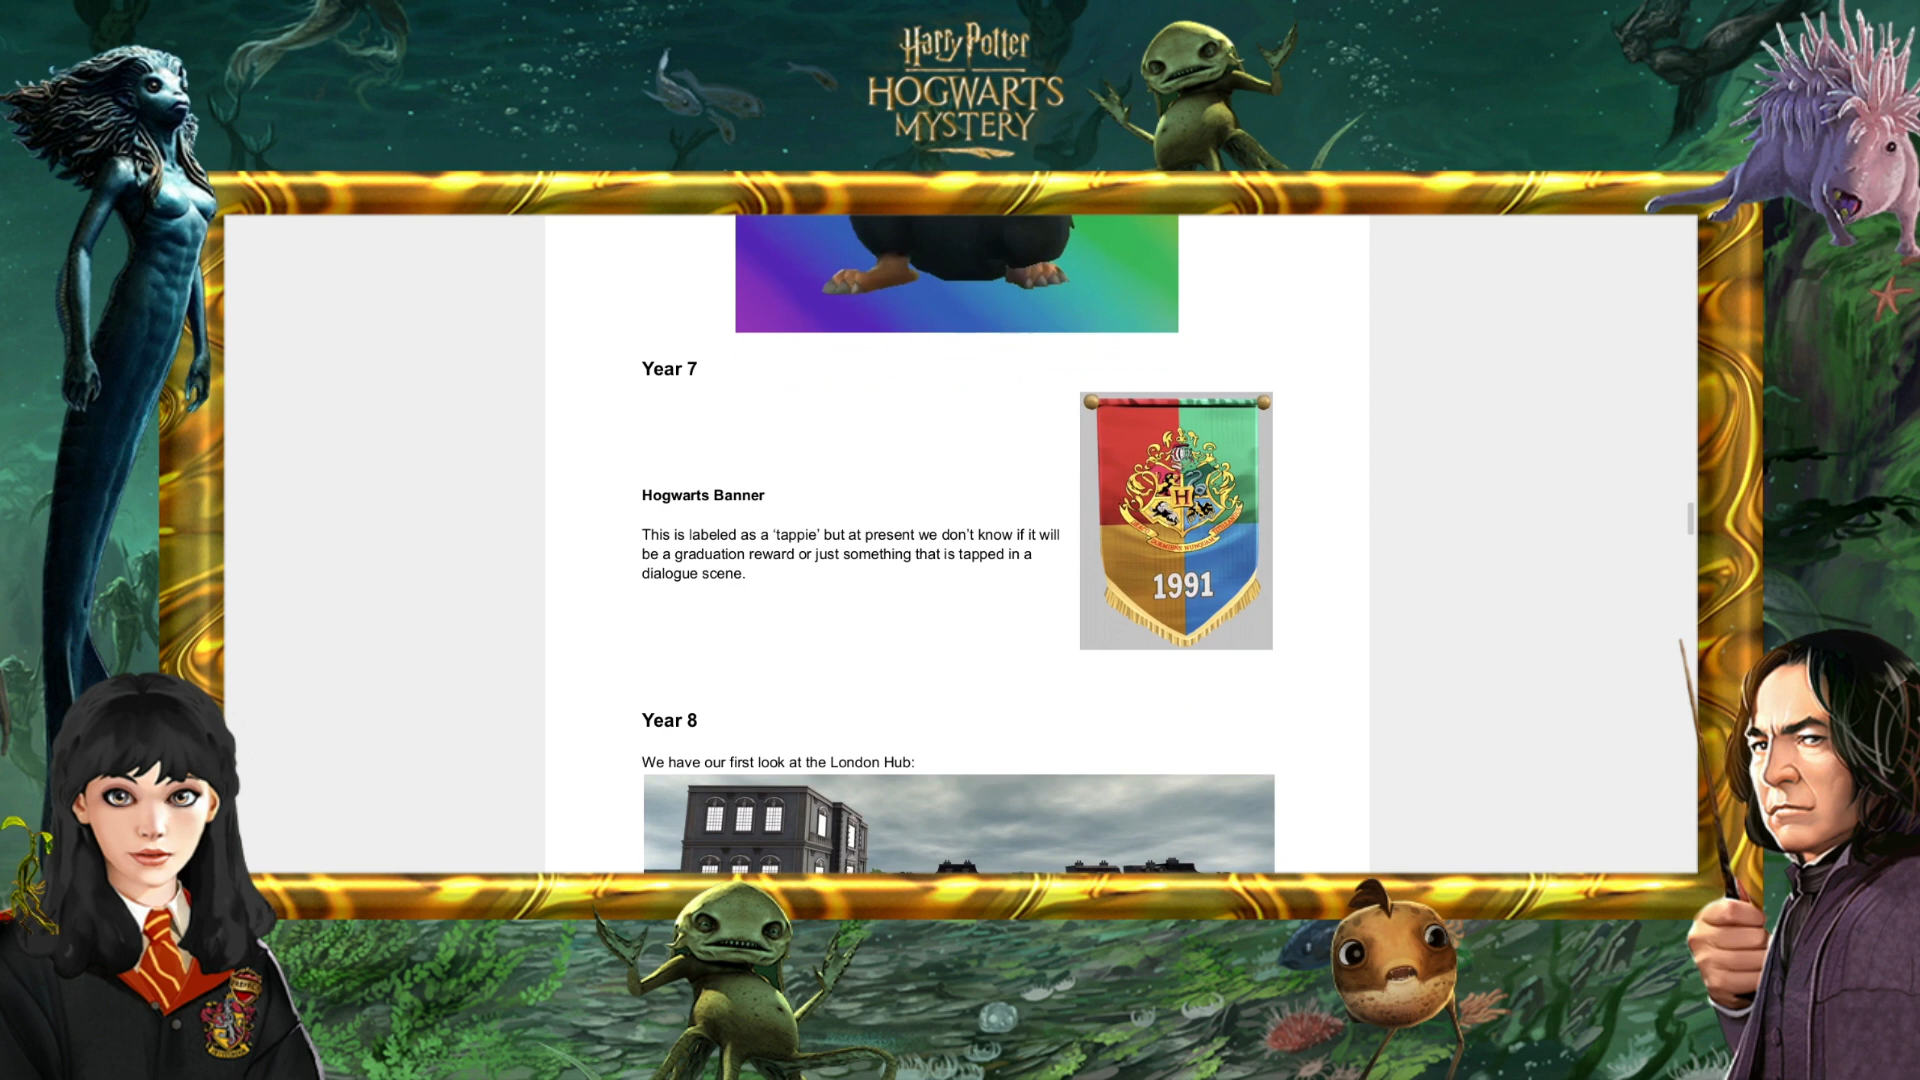 Harry Potter
HOGWARTS
MYSTERY
Year 7
Hogwarts Banner
This is labeled as a ‘tappie’ but at present we don’t know if it will
be a graduation reward or just something that is tapped in a
dialogue scene.
H
1991
Year 8
We have our first look at the London Hub: